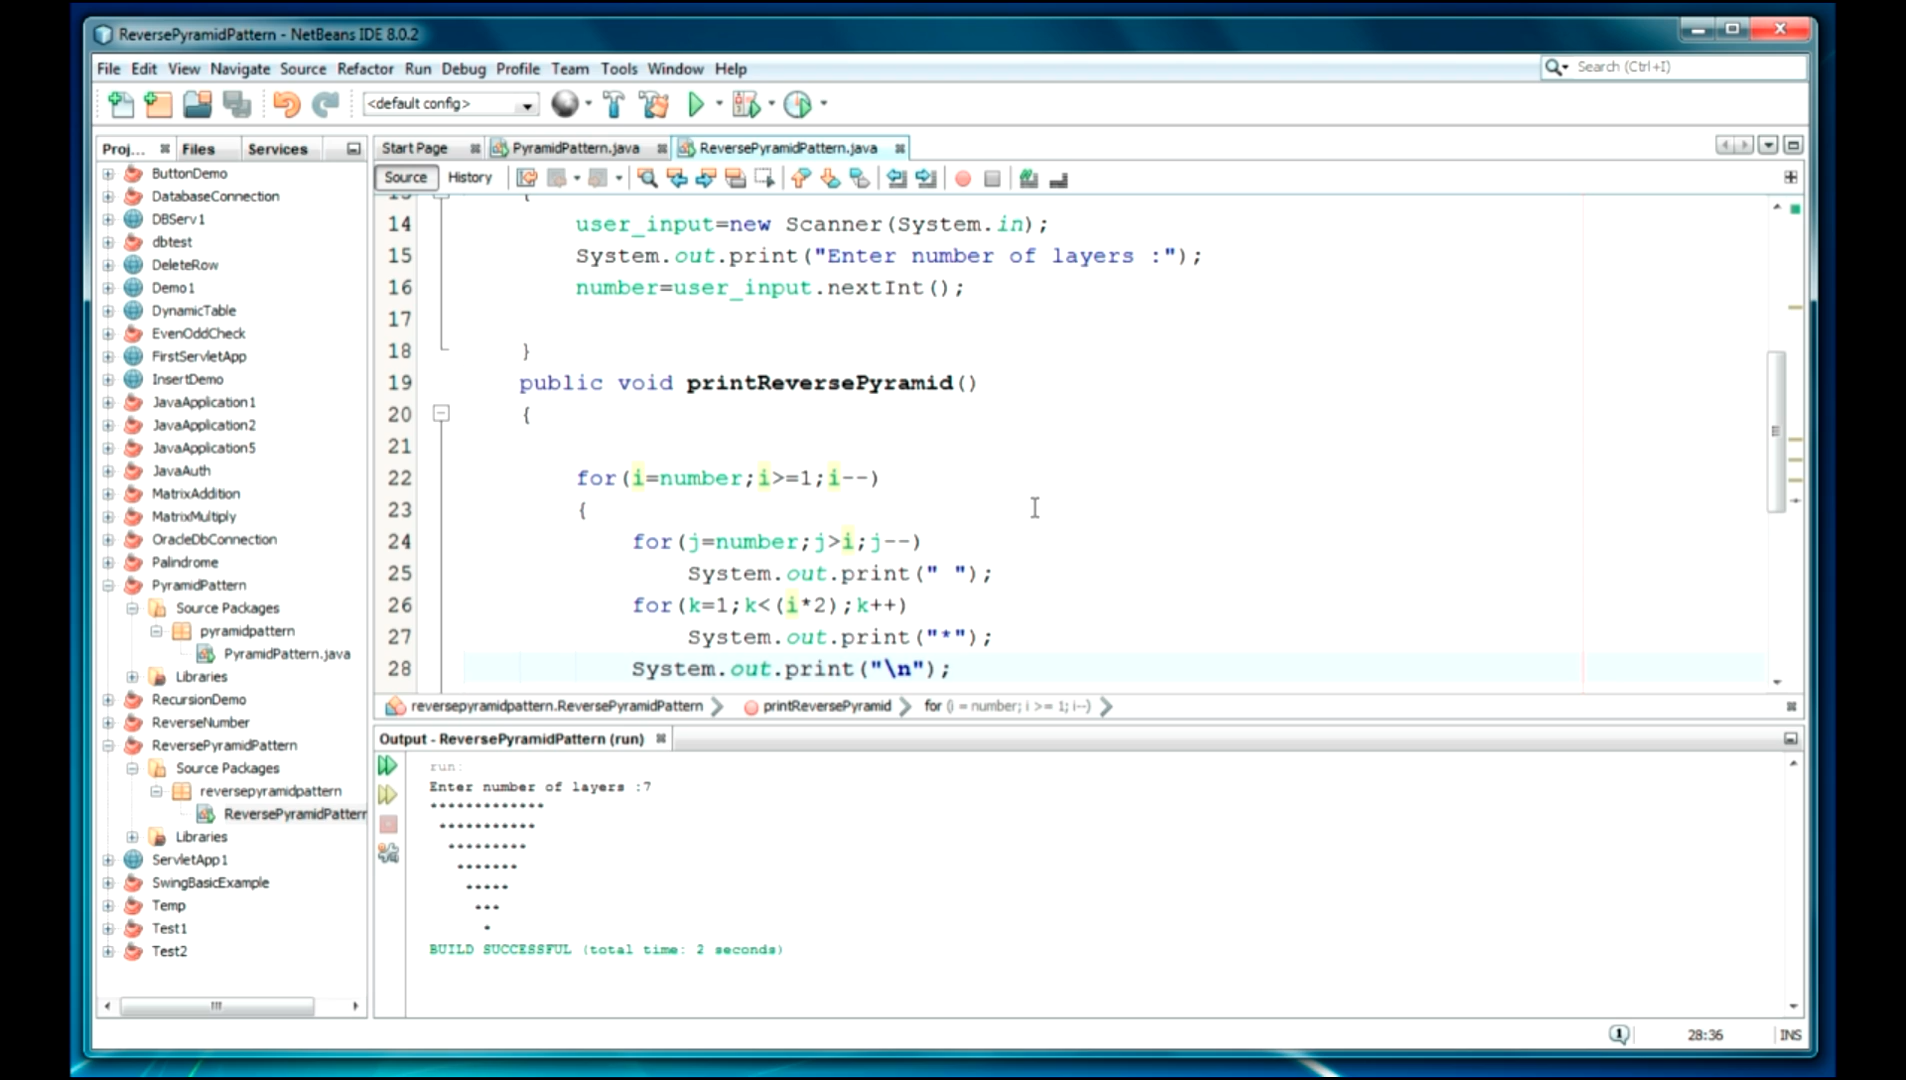 ReversePyramidPattern - NetBeans IDE 8.0.2
File Edit View Navigate Source Refactor Run Debug Profile Team Tools Window Help
Search (Ctrl+I)
<default config>
Proj... Files Services
Start Page PyramidPattern.java ReversePyramidPattern.java
Source History
ButtonDemo
DatabaseConnection
DBServ1
dbtest
DeleteRow
Demo1
DynamicTable
EvenOddCheck
FirstServletApp
InsertDemo
JavaApplication1
JavaApplication2
JavaApplication5
JavaAuth
MatrixAddition
MatrixMultiply
OracleDbConnection
Palindrome
PyramidPattern
Source Packages
pyramidpattern
PyramidPattern.java
Libraries
RecursionDemo
ReverseNumber
ReversePyramidPattern
Source Packages
reversepyramidpattern
ReversePyramidPatterr
Libraries
ServletApp1
SwingBasicExample
Temp
Test1
Test2
14 user_input=new Scanner(System.in);
15 System.out.print("Enter number of layers :");
16 number=user_input.nextInt();
17
18 }
19 public void printReversePyramid()
20 {
21
22 for(i=number;i>=1;i--)
23 {
24 for(j=number;j>i;j--)
25 System.out.print(" ");
26 for(k=1;k<(i*2);k++)
27 System.out.print("*");
28 System.out.print("\n");
reversepyramidpattern.ReversePyramidPattern printReversePyramid for (i = number; i >= 1; i--)
Output - ReversePyramidPattern (run)
run:
Enter number of layers :7
*************
***********
*********
*******
*****
***
*
BUILD SUCCESSFUL (total time: 2 seconds)
1 28:36 INS